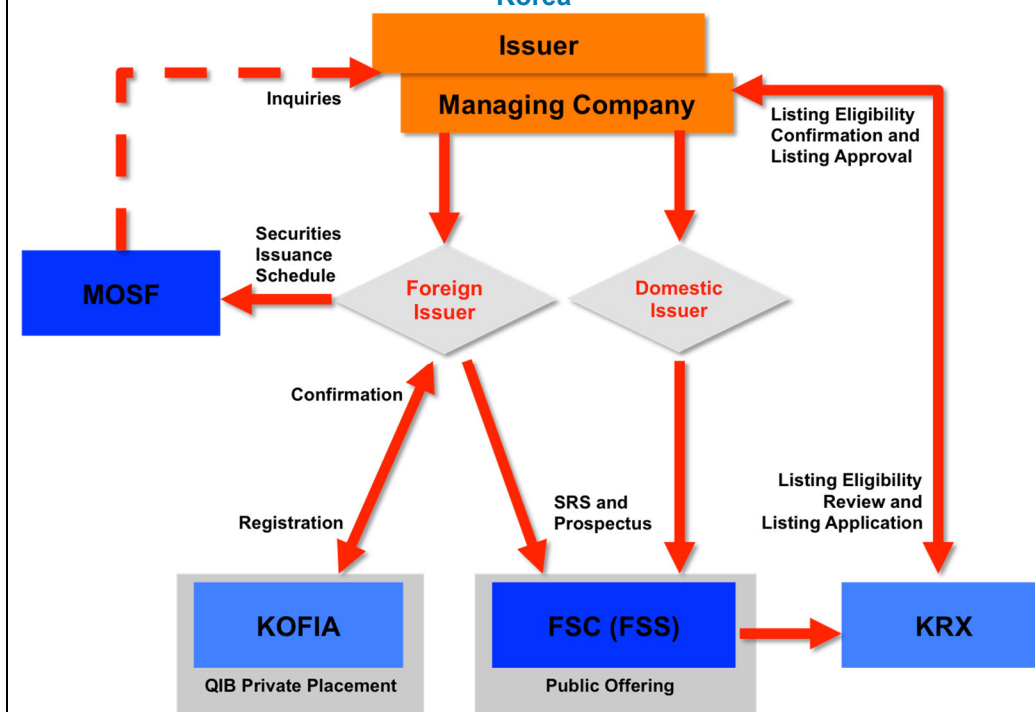 Korea
Issuer
Managing Company
Inquiries
Listing Eligibility
Confirmation and
Listing Approval
Securities
Issuance
Schedule
MOSF
Foreign
Issuer
Domestic
Issuer
Confirmation
Registration
SRS and
Prospectus
Listing Eligibility
Review and
Listing Application
KOFIA
FSC (FSS)
KRX
QIB Private Placement
Public Offering